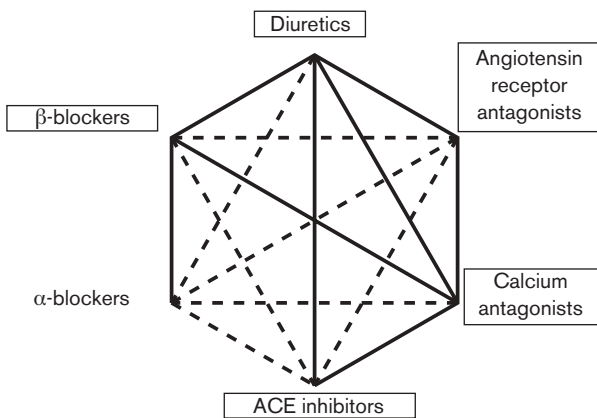 Diuretics
Angiotensin
receptor
antagonists
β-blockers
α-blockers
Calcium
antagonists
ACE inhibitors